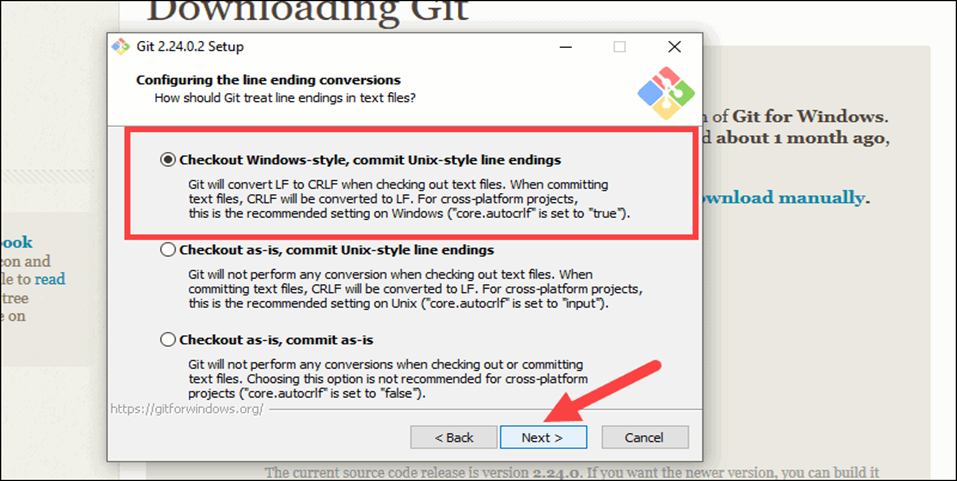 Downloading Git
Git 2.24.0.2 Setup
Configuring the line ending conversions
How should Git treat line endings in text files?
n of Git for Windows.
d about 1 month ago,
ownload manually.
Checkout Windows-style, commit Unix-style line endings
Git will convert LF to CRLF when checking out text files. When committing
text files, CRLF will be converted to LF. For cross-platform projects,
this is the recommended setting on Windows ("core.autocrlf" is set to "true").
Checkout as-is, commit Unix-style line endings
Git will not perform any conversion when checking out text files. When
committing text files, CRLF will be converted to LF. For cross-platform projects,
this is the recommended setting on Unix ("core.autocrlf" is set to "input").
Checkout as-is, commit as-is
Git will not perform any conversions when checking out or committing
text files. Choosing this option is not recommended for cross-platform
projects ("core.autocrlf" is set to "false").
https://gitforwindows.org/
< Back
Next >
Cancel
book
con and
le to read
tree
e on
The current source code release is version 2.24.0. If you want the newer version, you can build it